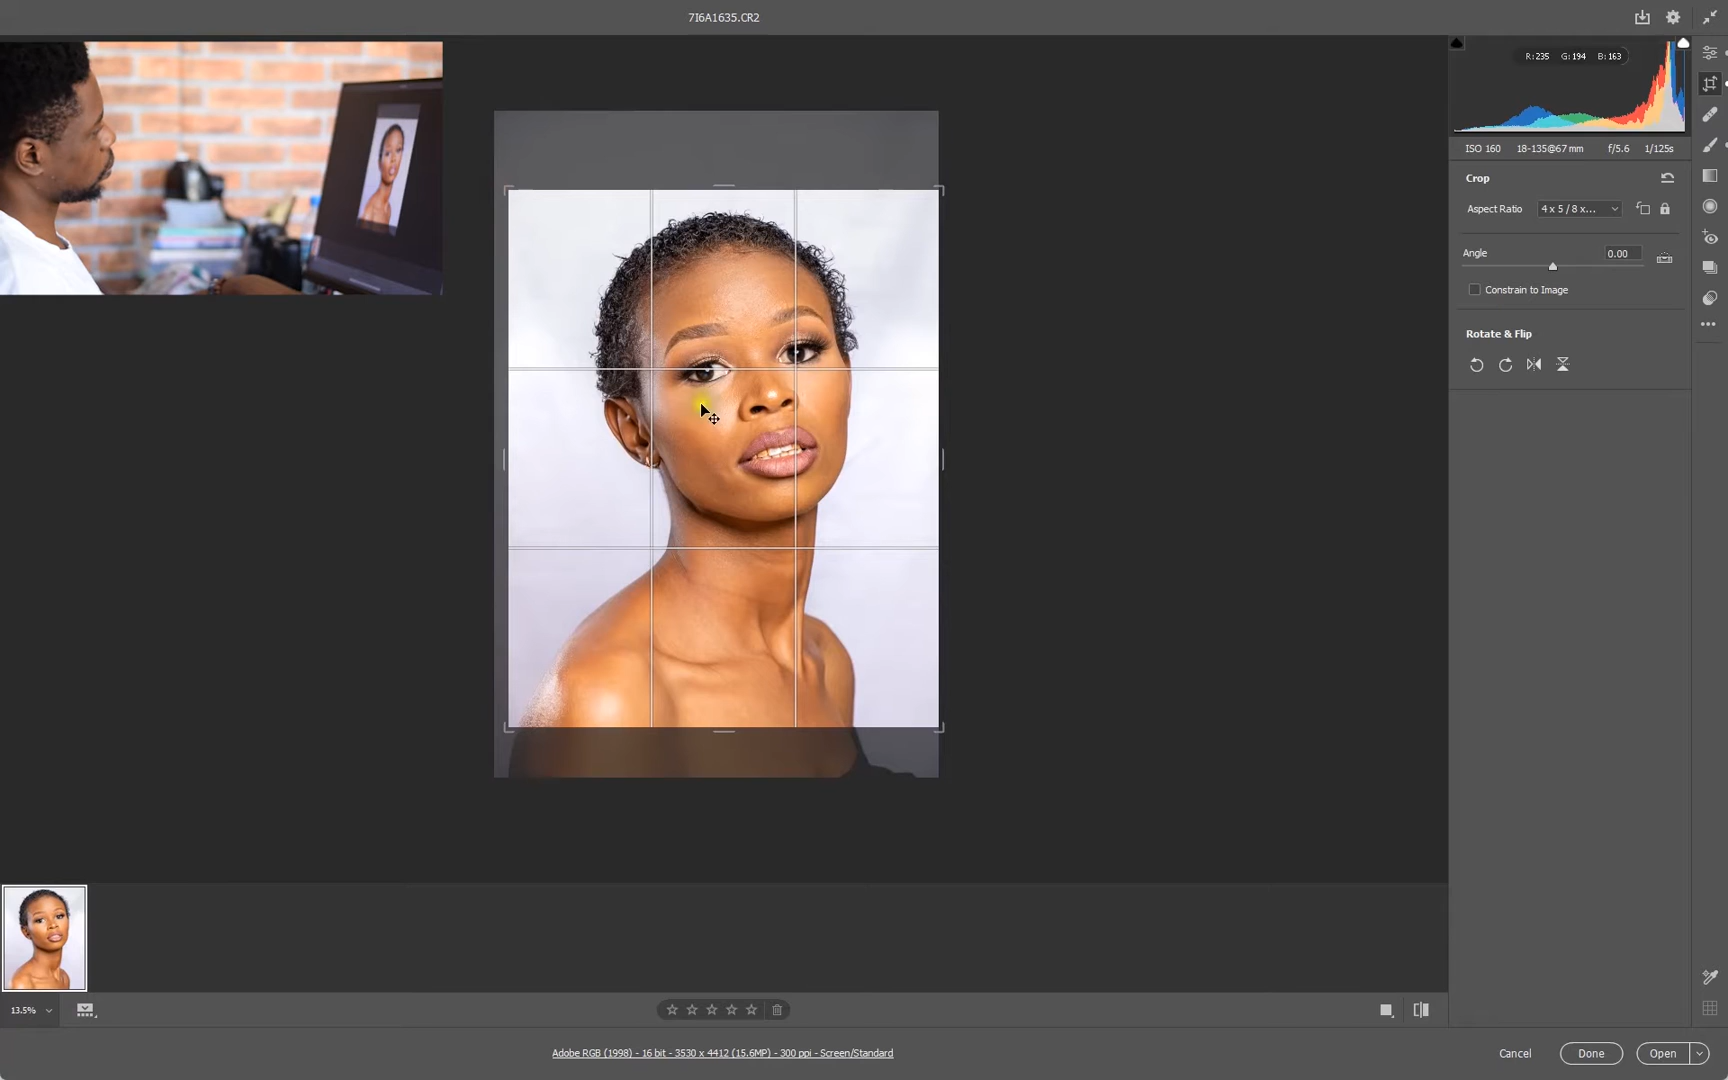 7I6A1635.CR2
R:235 G:194 B:163
ISO 160 18-135@67 mm f/5.6 1/125s
Crop
Aspect Ratio 4 x 5 / 8 x...
Angle 0.00
Constrain to Image
Rotate & Flip
13.5%
Adobe RGB (1998) - 16 bit - 3530 x 4412 (15.6MP) - 300 ppi - Screen/Standard
Cancel Done Open